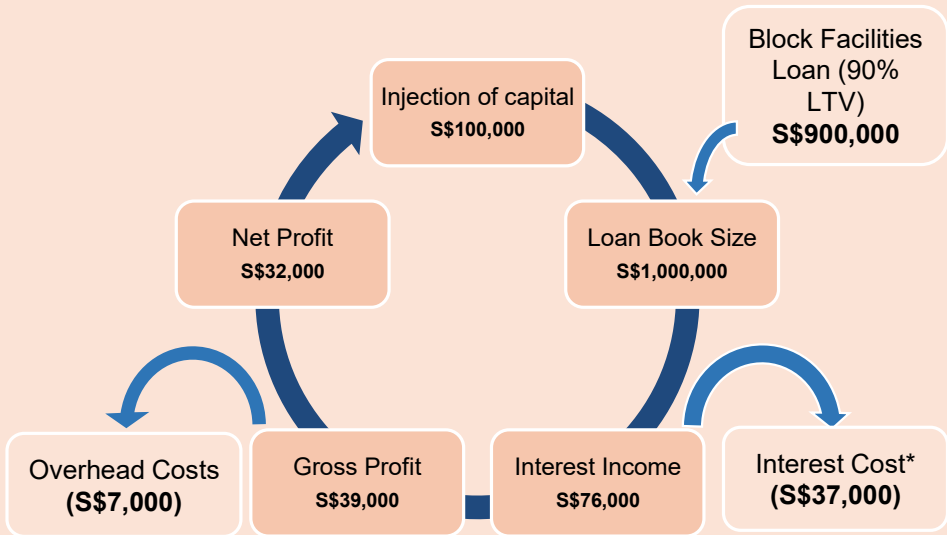 Injection of capital
S$100,000
Block Facilities
Loan (90%
LTV)
S$900,000
Loan Book Size
S$1,000,000
Interest Income
S$76,000
Interest Cost*
(S$37,000)
Gross Profit
S$39,000
Overhead Costs
(S$7,000)
Net Profit
S$32,000